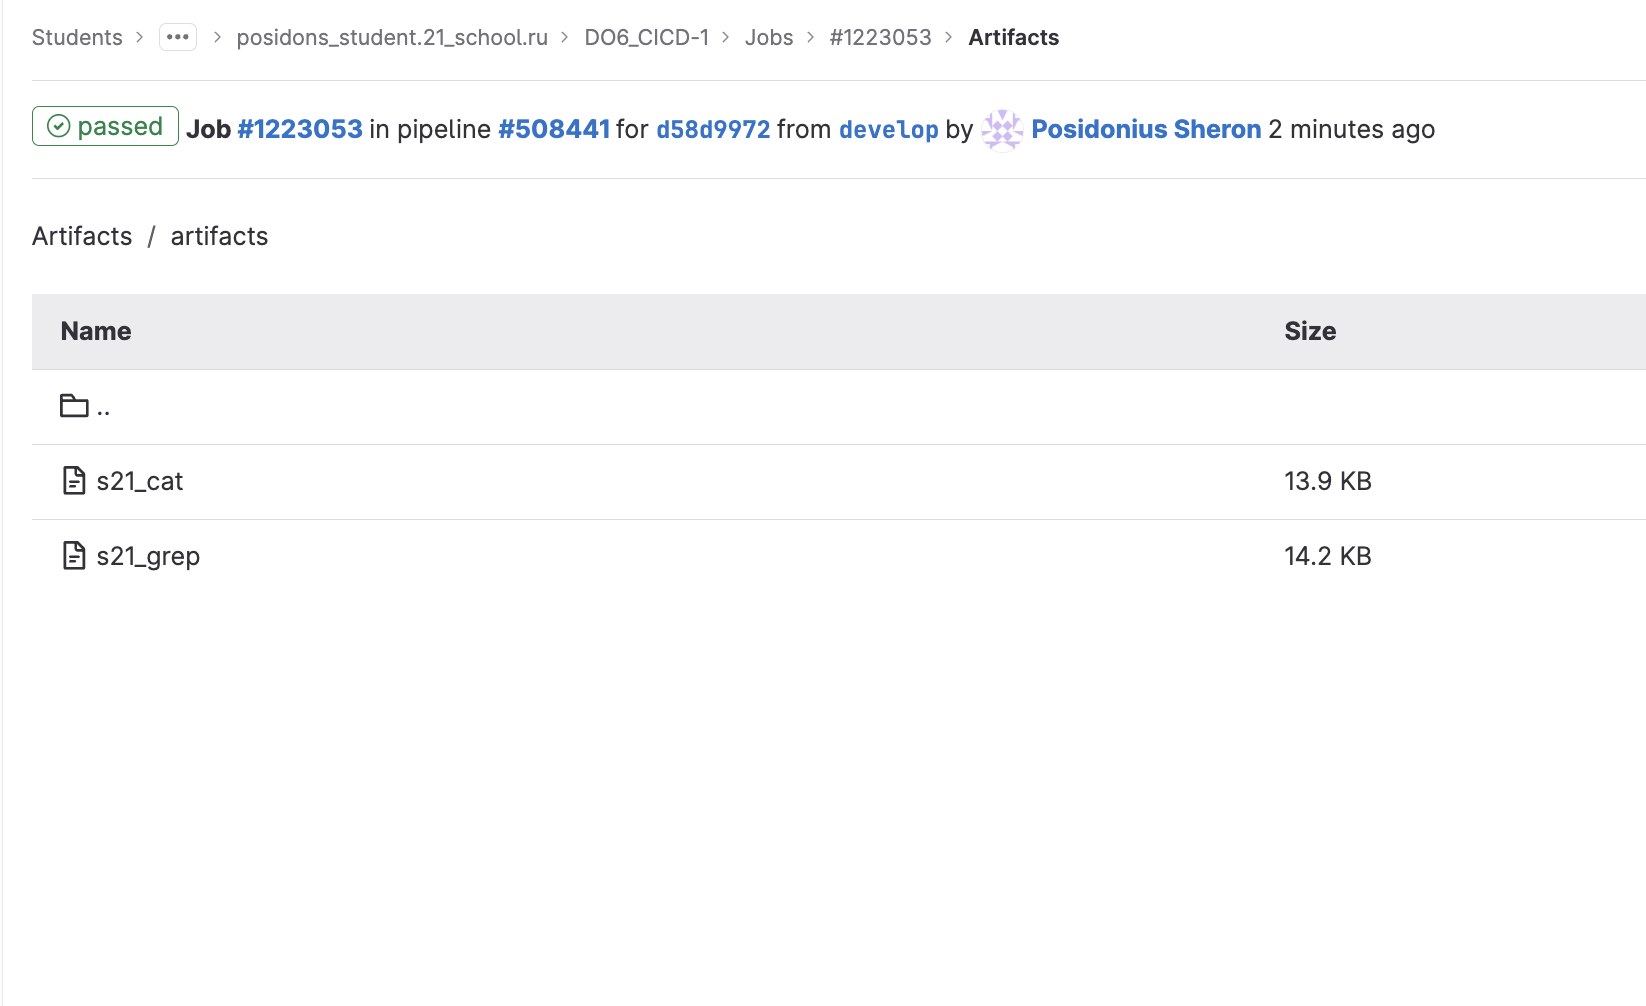 Students > ... > posidons_student.21_school.ru > DO6_CICD-1 > Jobs > #1223053 > Artifacts
passed Job #1223053 in pipeline #508441 for d58d9972 from develop by Posidonius Sheron 2 minutes ago
Artifacts / artifacts
Name Size
..
s21_cat 13.9 KB
s21_grep 14.2 KB